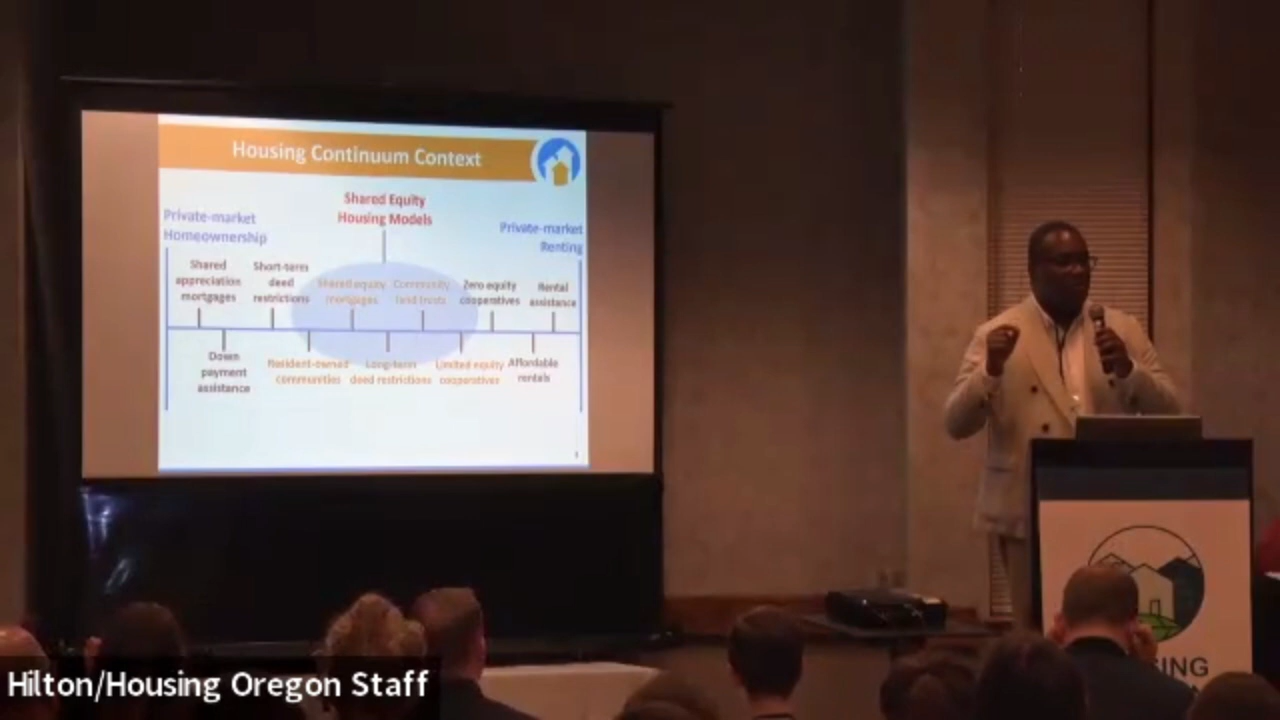 Housing Continuum Context
Shared Equity
Housing Models
Private-market
Homeownership
Private-market
Renting
Shared
appreciation
mortgages
Short-term
deed
restrictions
Shared equity
mortgages
Community
land trusts
Zero equity
cooperatives
Rental
assistance
Down
payment
assistance
Resident-owned
communities
Long-term
deed restrictions
Limited equity
cooperatives
Affordable
rentals
SING
Hilton/Housing Oregon Staff